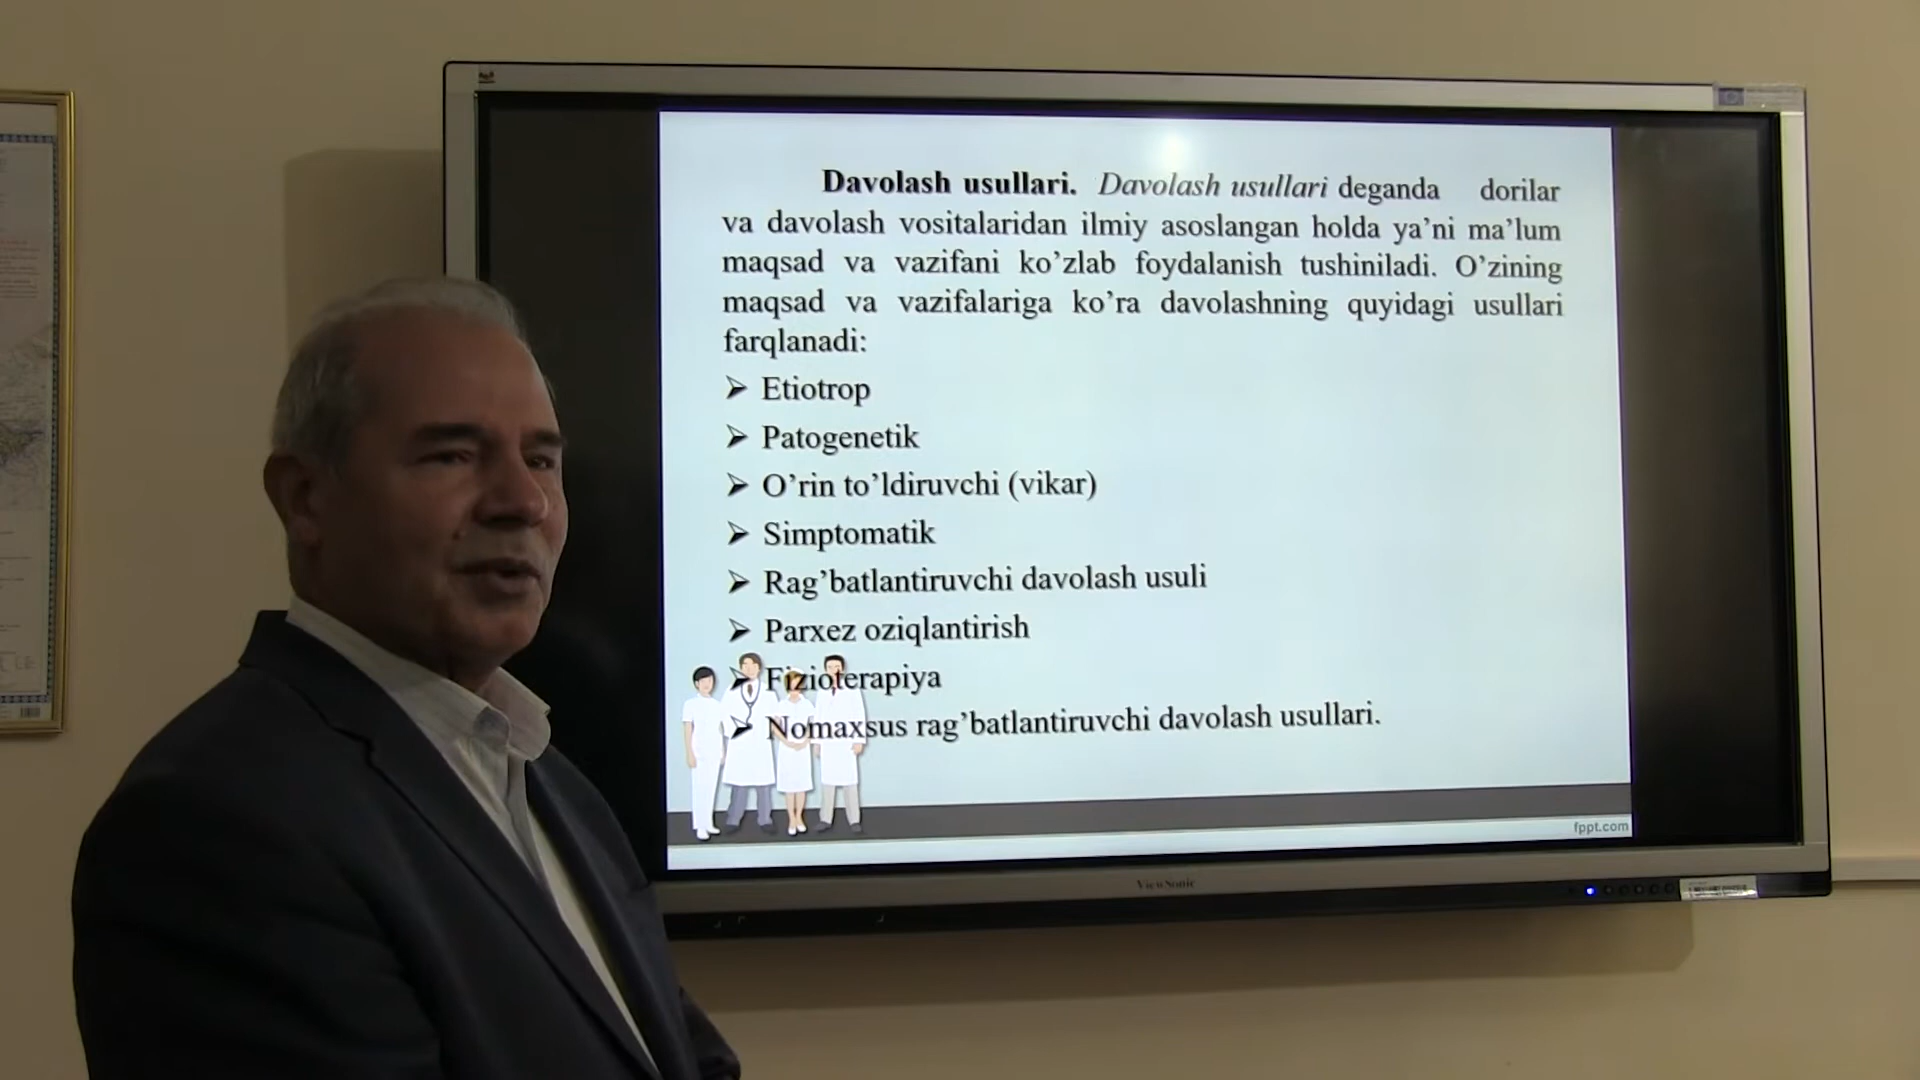 Davolash usullari. Davolash usullari deganda dorilar
va davolash vositalaridan ilmiy asoslangan holda ya’ni ma’lum
maqsad va vazifani ko’zlab foydalanish tushiniladi. O’zining
maqsad va vazifalariga ko’ra davolashning quyidagi usullari
farqlanadi:
➢ Etiotrop
➢ Patogenetik
➢ O’rin to’ldiruvchi (vikar)
➢ Simptomatik
➢ Rag’batlantiruvchi davolash usuli
➢ Parxez oziqlantirish
➢ Fizioterapiya
➢ Nomaxsus rag’batlantiruvchi davolash usullari.
fppt.com
ViewSonic